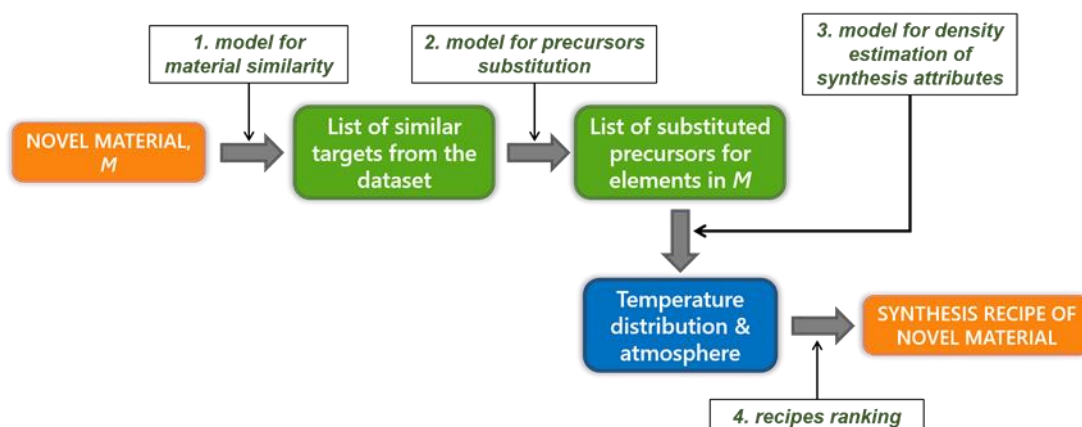 1. model for
material similarity
2. model for precursors
substitution
3. model for density
estimation of
synthesis attributes
NOVEL MATERIAL,
M
List of similar
targets from the
dataset
List of substituted
precursors for
elements in M
Temperature
distribution &
atmosphere
SYNTHESIS RECIPE OF
NOVEL MATERIAL
4. recipes ranking